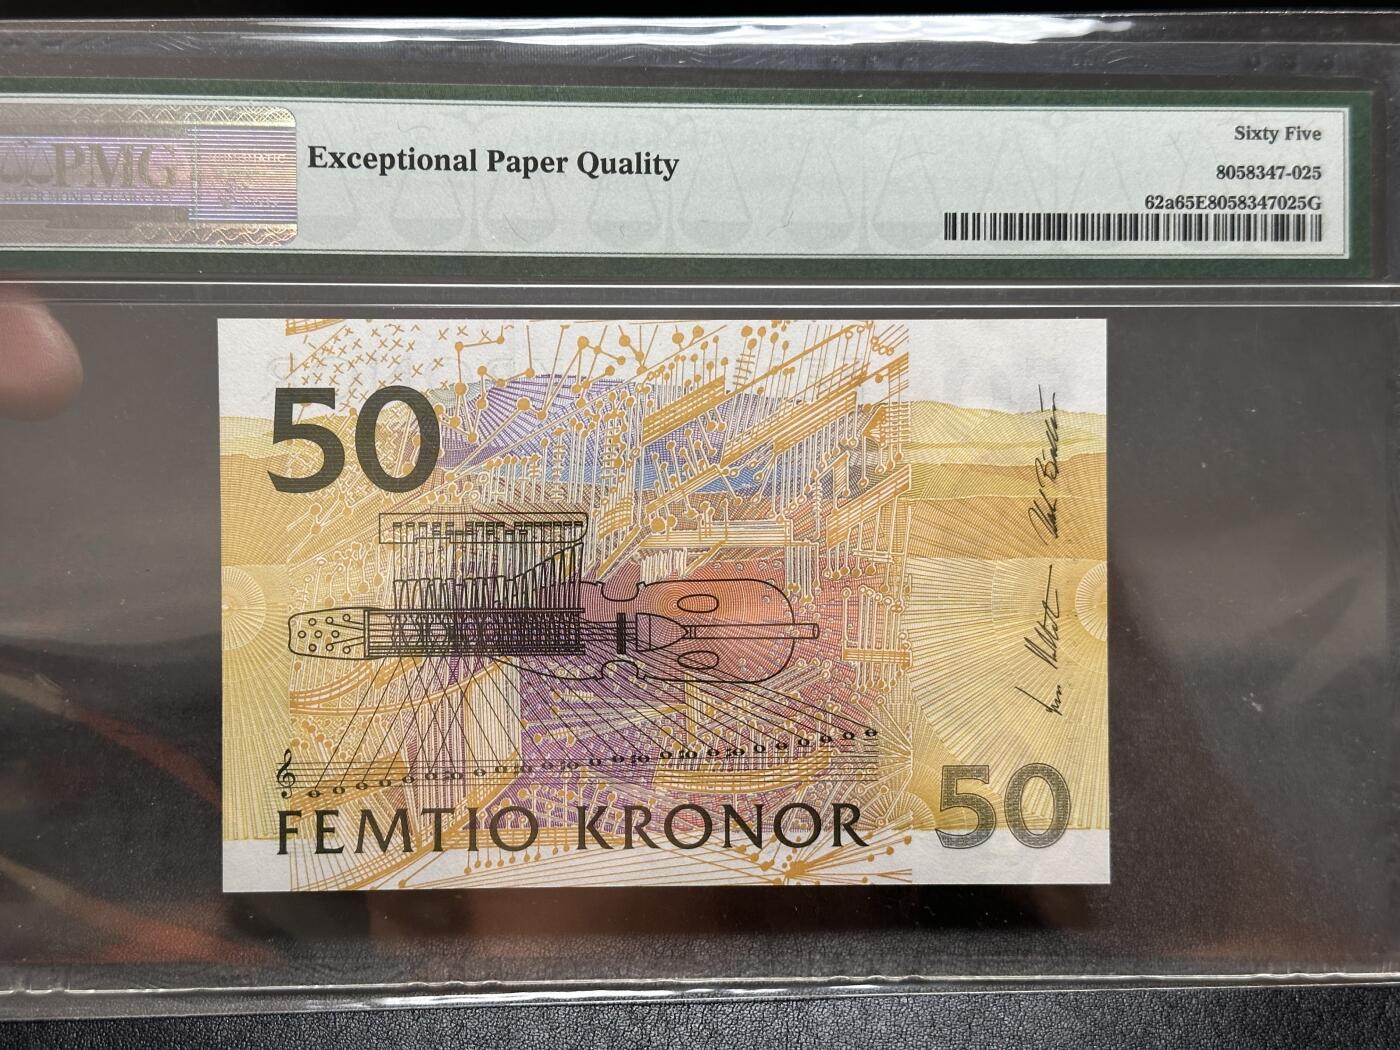 PMG
Exceptional Paper Quality
Sixty Five
8058347-025
62a65E8058347025G
50
FEMTIO KRONOR
50